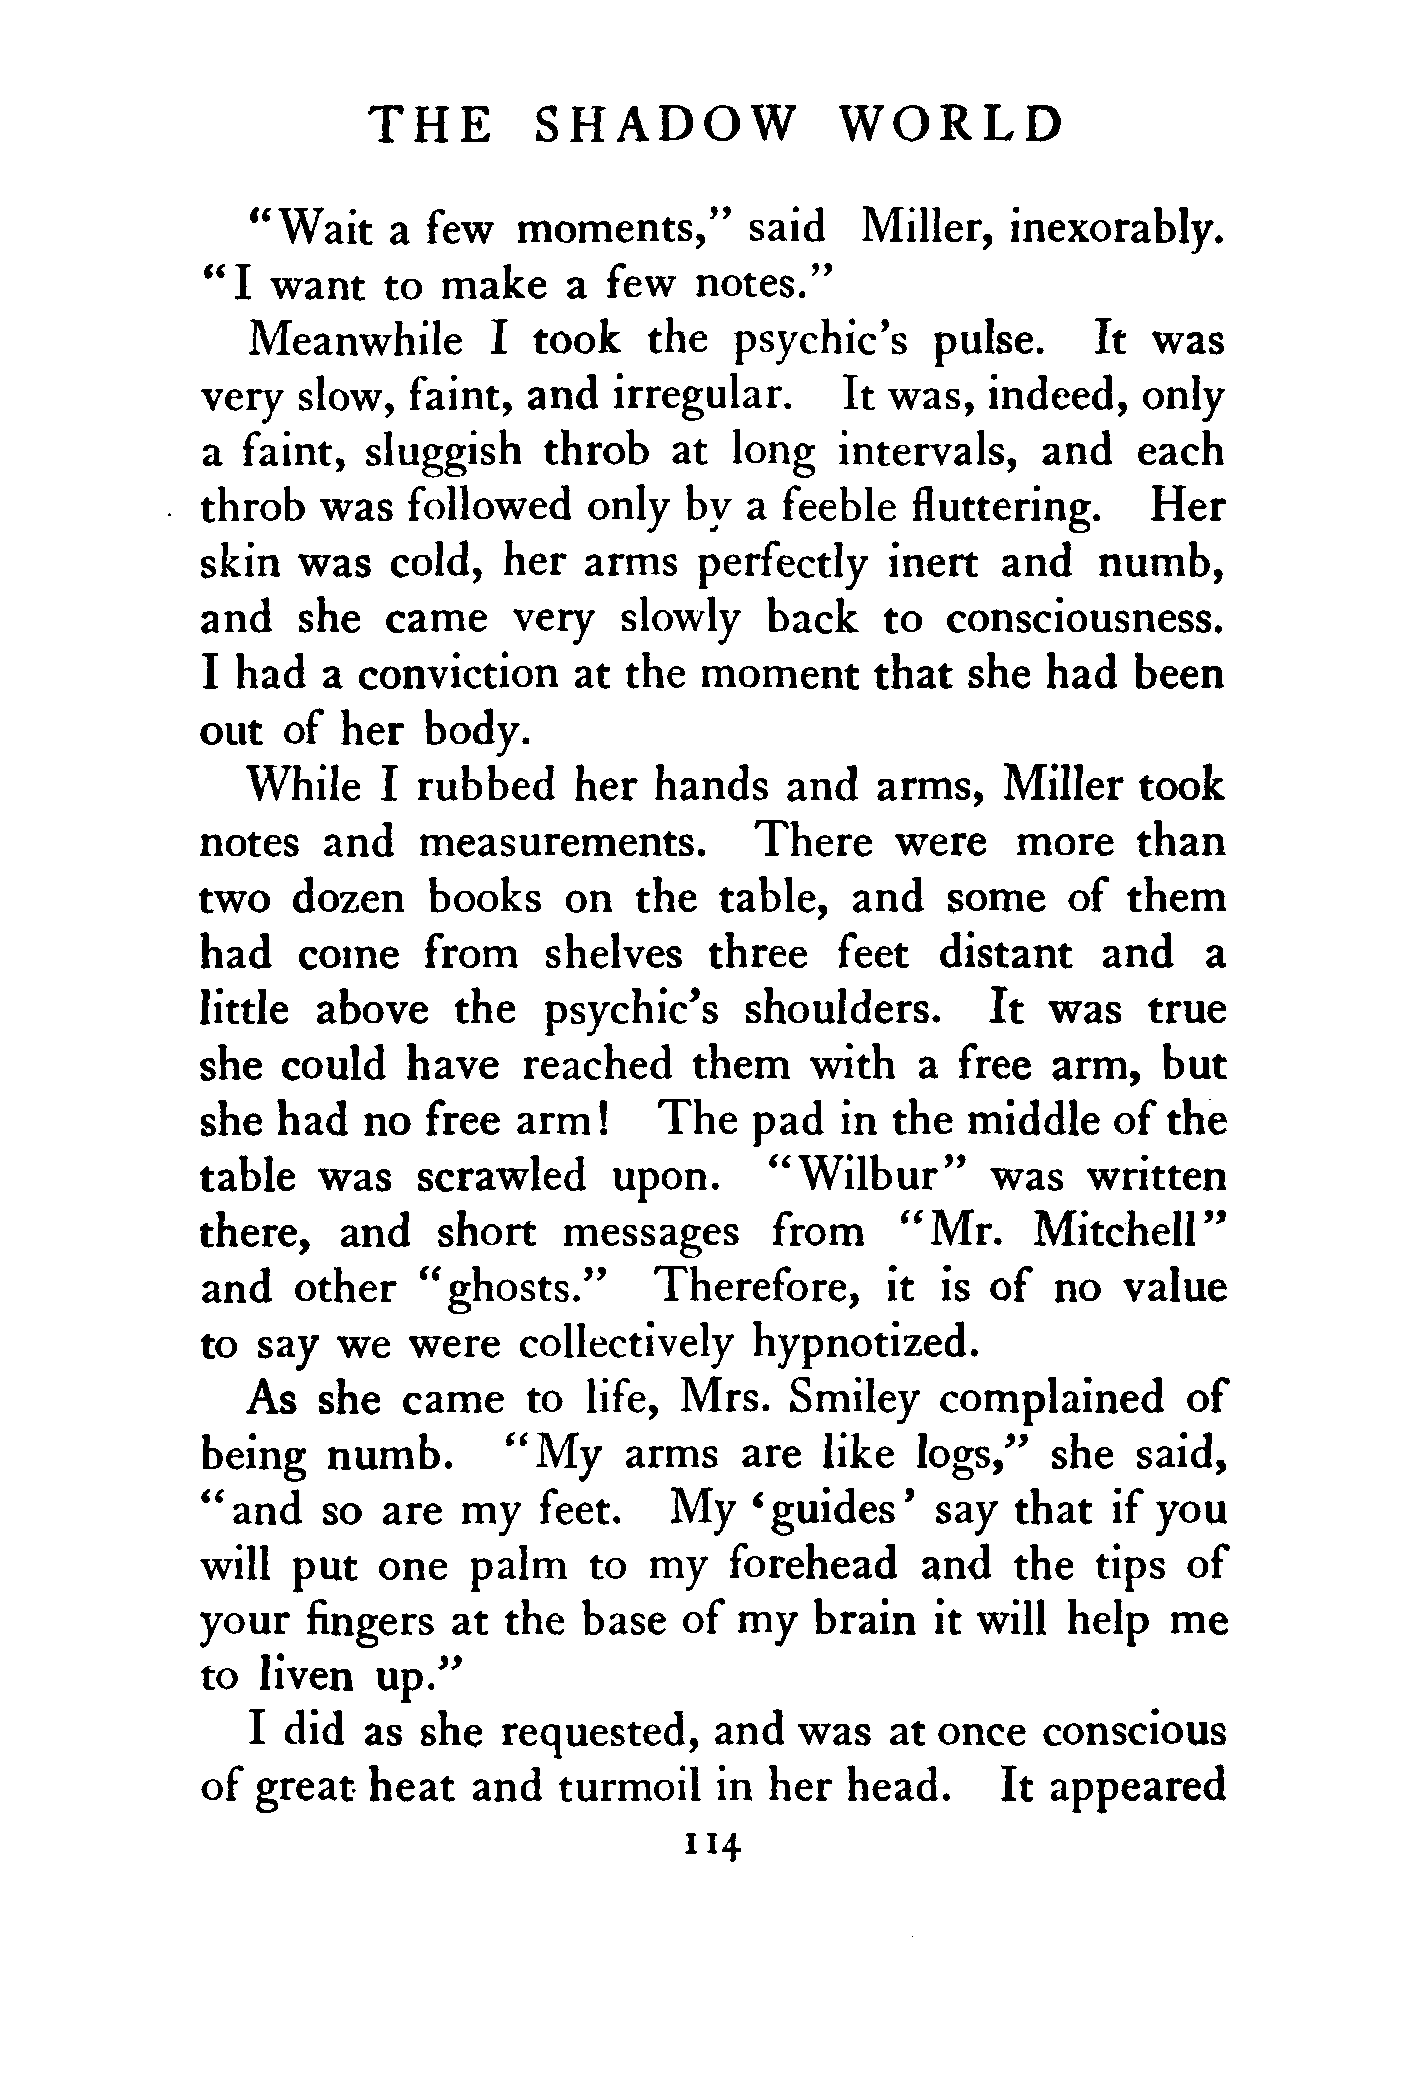 THE SHADOW WORLD
“Wait a few moments,” said Miller, inexorably.
“I want to make a few notes.”
Meanwhile I took the psychic’s pulse. It was
very slow, faint, and irregular. It was, indeed, only
a faint, sluggish throb at long intervals, and each
throb was followed only by a feeble fluttering. Her
skin was cold, her arms perfectly inert and numb,
and she came very slowly back to consciousness.
I had a conviction at the moment that she had been
out of her body.
While I rubbed her hands and arms, Miller took
notes and measurements. There were more than
two dozen books on the table, and some of them
had come from shelves three feet distant and a
little above the psychic’s shoulders. It was true
she could have reached them with a free arm, but
she had no free arm! The pad in the middle of the
table was scrawled upon. “Wilbur” was written
there, and short messages from “Mr. Mitchell”
and other “ghosts.” Therefore, it is of no value
to say we were collectively hypnotized.
As she came to life, Mrs. Smiley complained of
being numb. “My arms are like logs,” she said,
“and so are my feet. My ‘guides’ say that if you
will put one palm to my forehead and the tips of
your fingers at the base of my brain it will help me
to liven up.”
I did as she requested, and was at once conscious
of great heat and turmoil in her head. It appeared
114